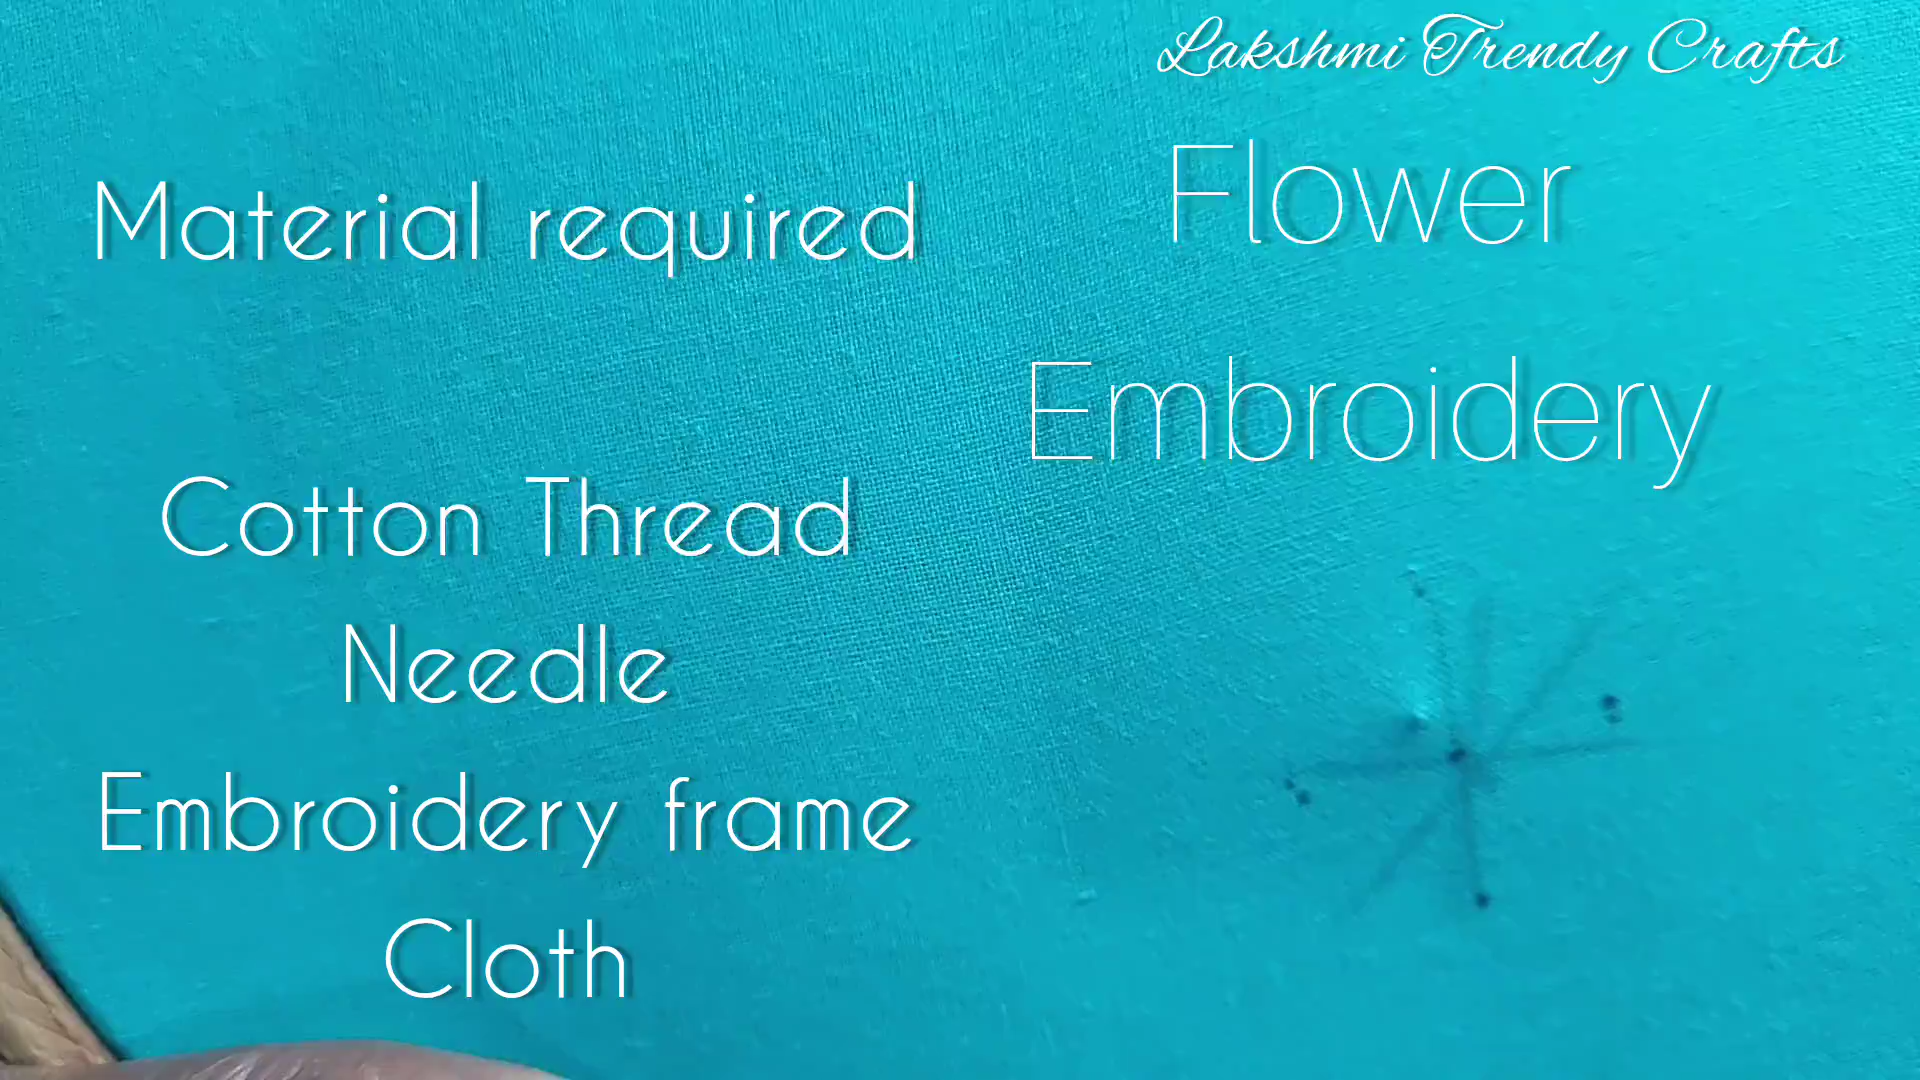 Lakshmi Trendy Crafts
Flower
Embroidery
Material required
Cotton Thread
Needle
Embroidery frame
Cloth